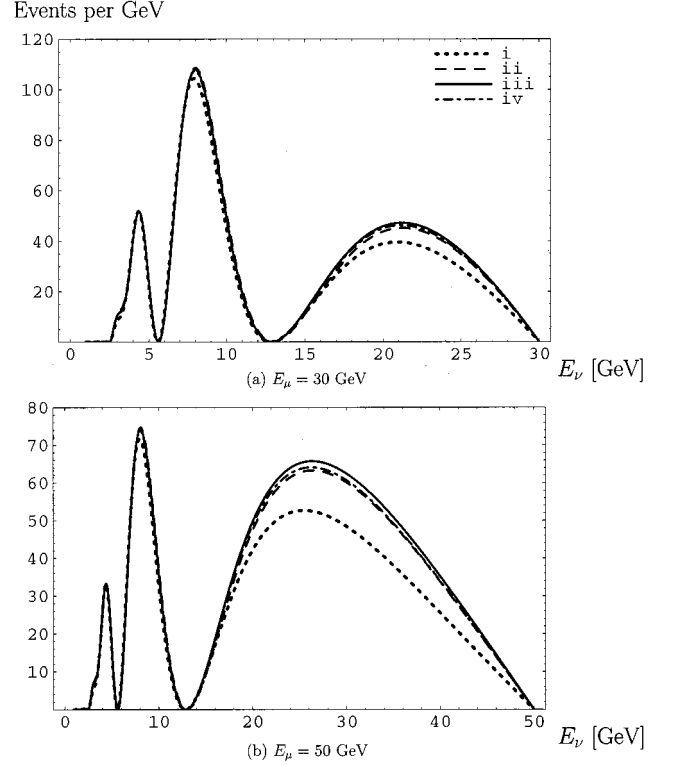 Events per GeV
120
100
80
60
40
20
i
ii
iii
iv
0 5 10 15 20 25 30
E_ν [GeV]
(a) E_μ = 30 GeV
80
70
60
50
40
30
20
10
0 10 20 30 40 50
E_ν [GeV]
(b) E_μ = 50 GeV